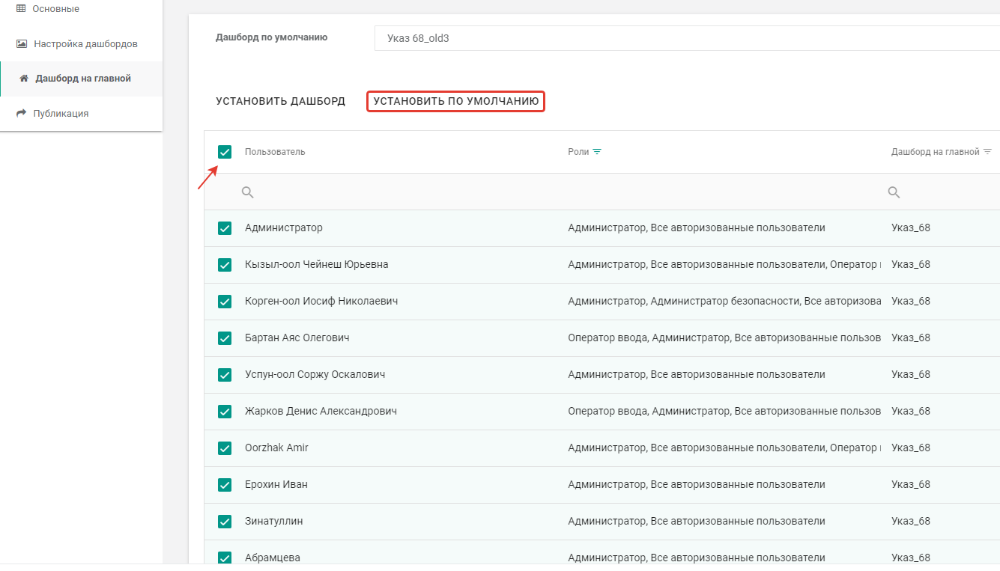 Основные
Настройка дашбордов
Дашборд на главной
Публикация
Дашборд по умолчанию
Указ 68_old3
УСТАНОВИТЬ ДАШБОРД УСТАНОВИТЬ ПО УМОЛЧАНИЮ
Пользователь Роли Дашборд на главной
Администратор Администратор, Все авторизованные пользователи Указ_68
Кызыл-оол Чейнеш Юрьевна Администратор, Все авторизованные пользователи, Оператор Указ_68
Корген-оол Иосиф Николаевич Администратор, Администратор безопасности, Все авторизова Указ_68
Бартан Аяс Олегович Оператор ввода, Администратор, Все авторизованные пользов Указ_68
Успун-оол Соржу Оскалович Администратор, Все авторизованные пользователи Указ_68
Жарков Денис Александрович Оператор ввода, Администратор, Все авторизованные пользов Указ_68
Oorzhak Amir Администратор, Все авторизованные пользователи, Оператор Указ_68
Ерохин Иван Администратор, Все авторизованные пользователи Указ_68
Зинатуллин Администратор, Все авторизованные пользователи Указ_68
Абрамцева Администратор, Все авторизованные пользователи Указ_68